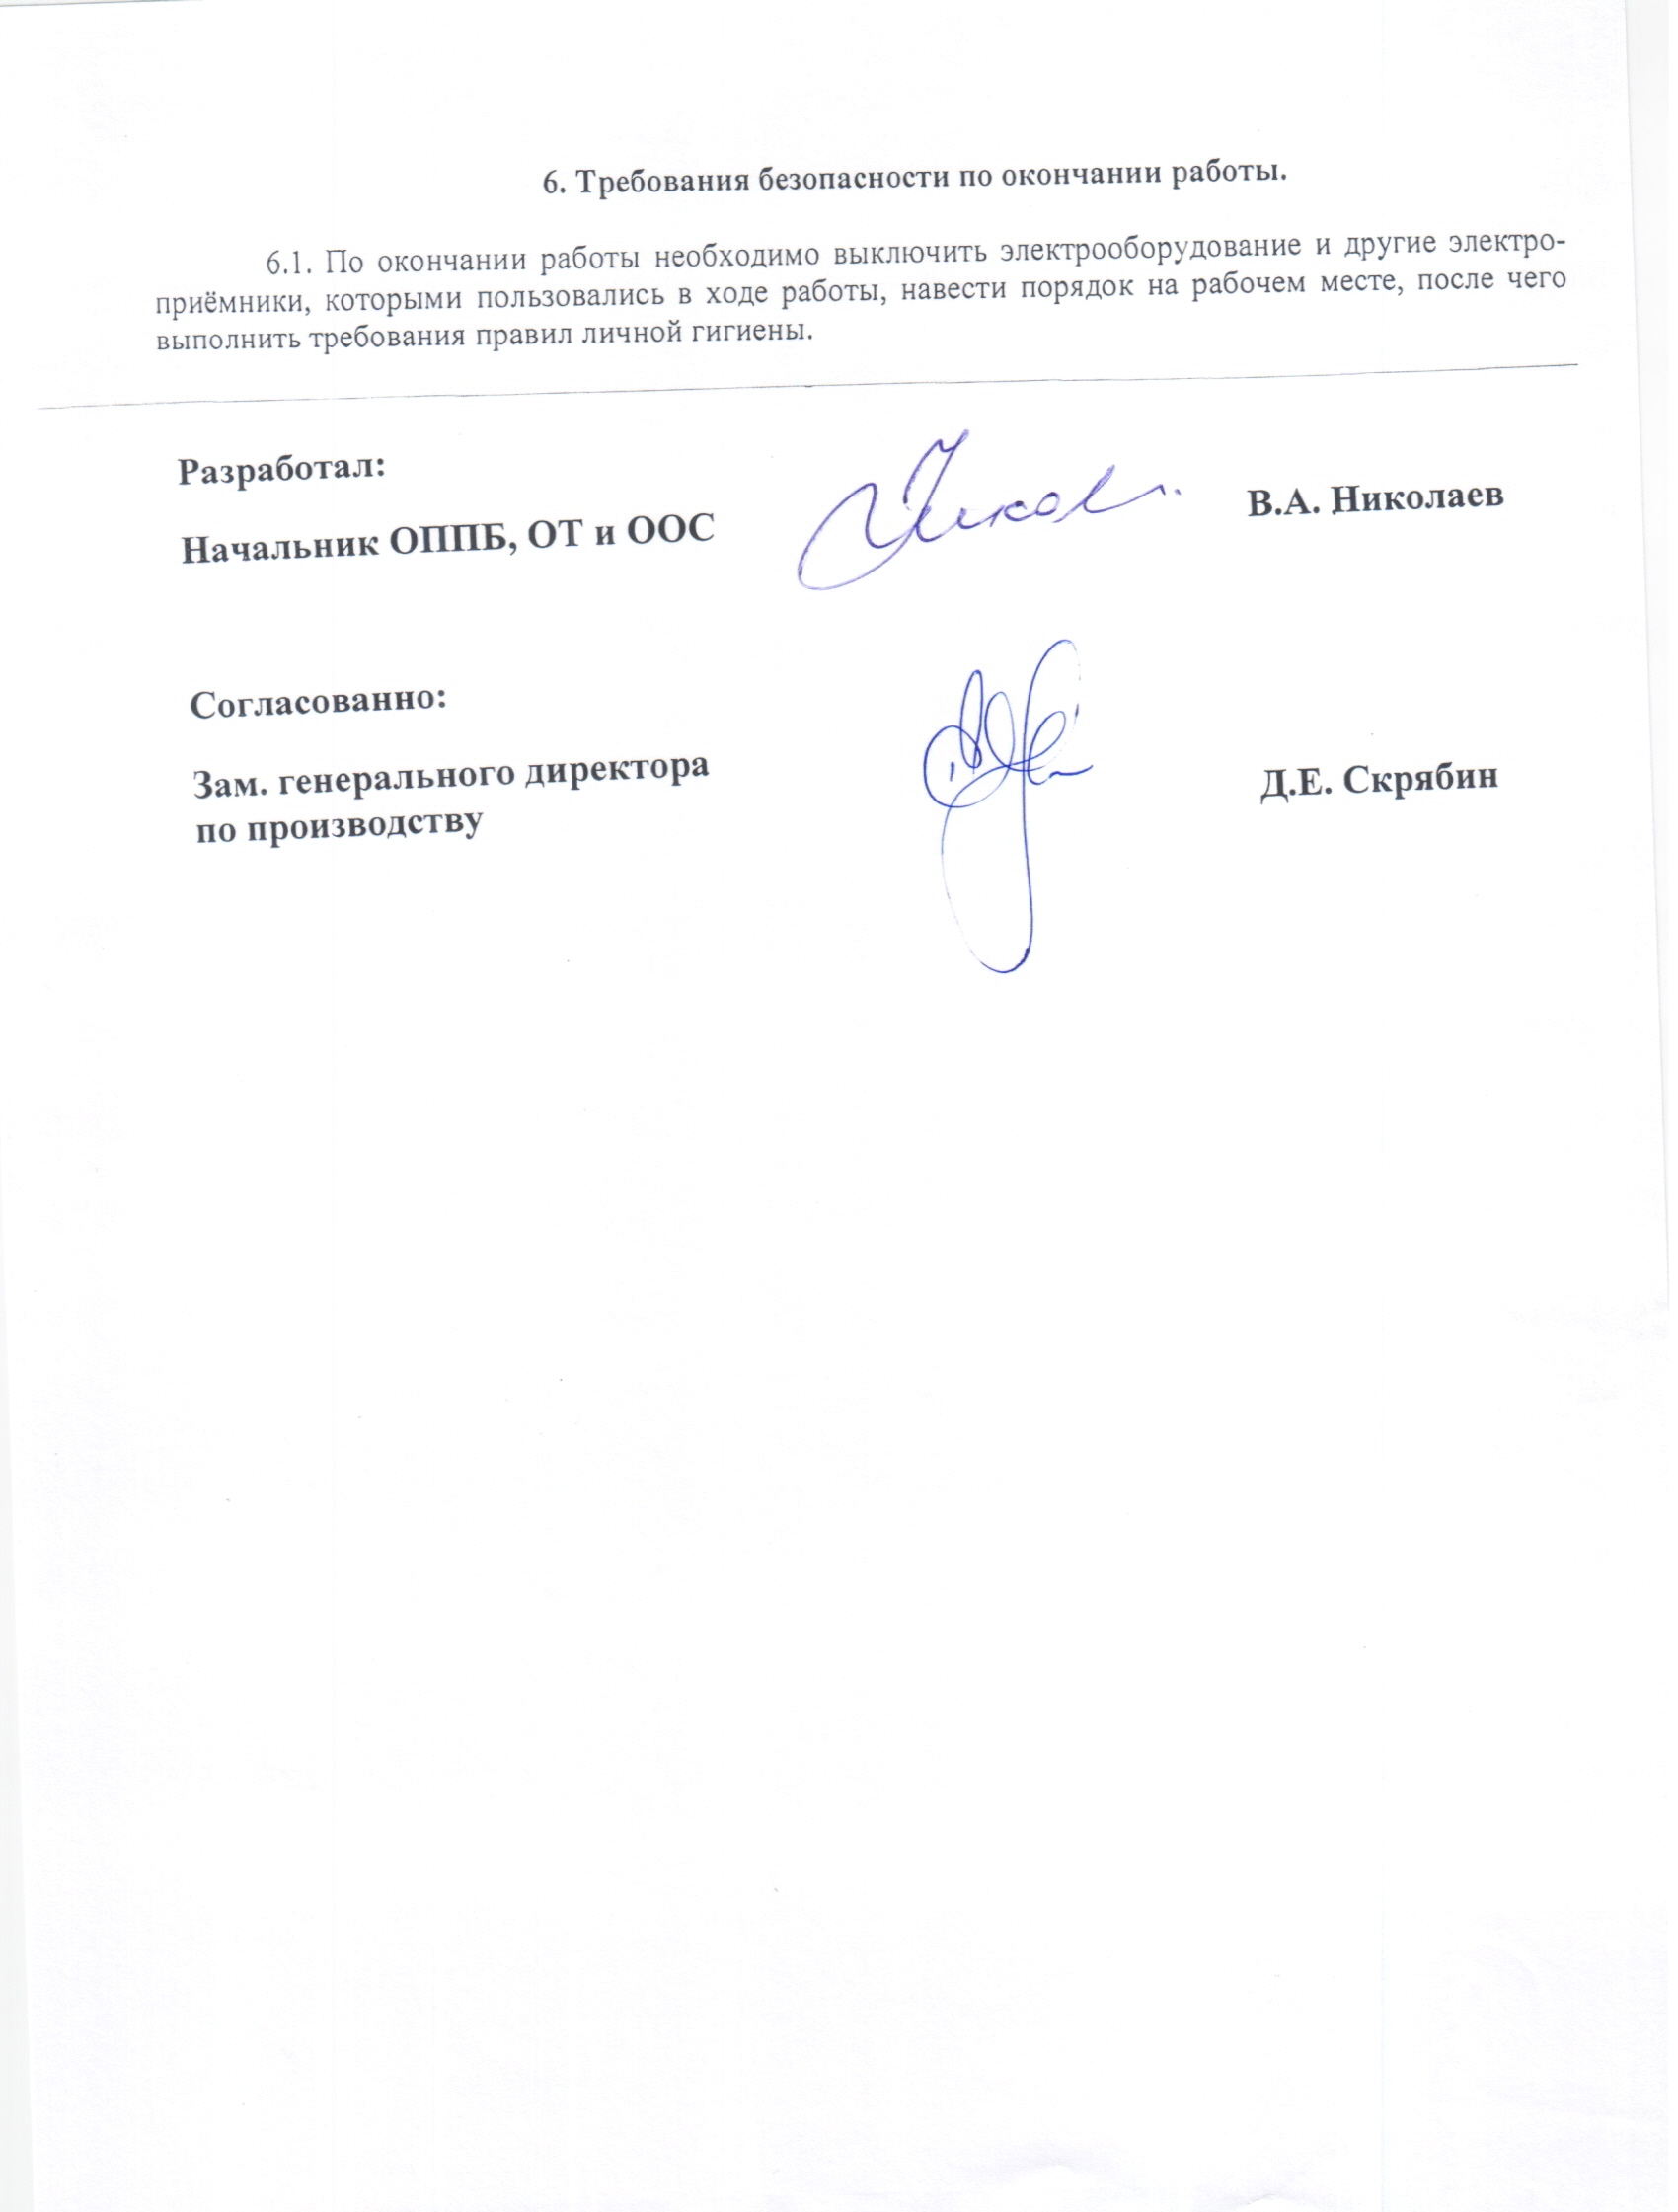 6. Требования безопасности по окончании работы.
6.1. По окончании работы необходимо выключить электрооборудование и другие электро-
приёмники, которыми пользовались в ходе работы, навести порядок на рабочем месте, после чего
выполнить требования правил личной гигиены.
Разработал:
Начальник ОППБ, ОТ и ООС
В.А. Николаев
Согласованно:
Зам. генерального директора
по производству
Д.Е. Скрябин